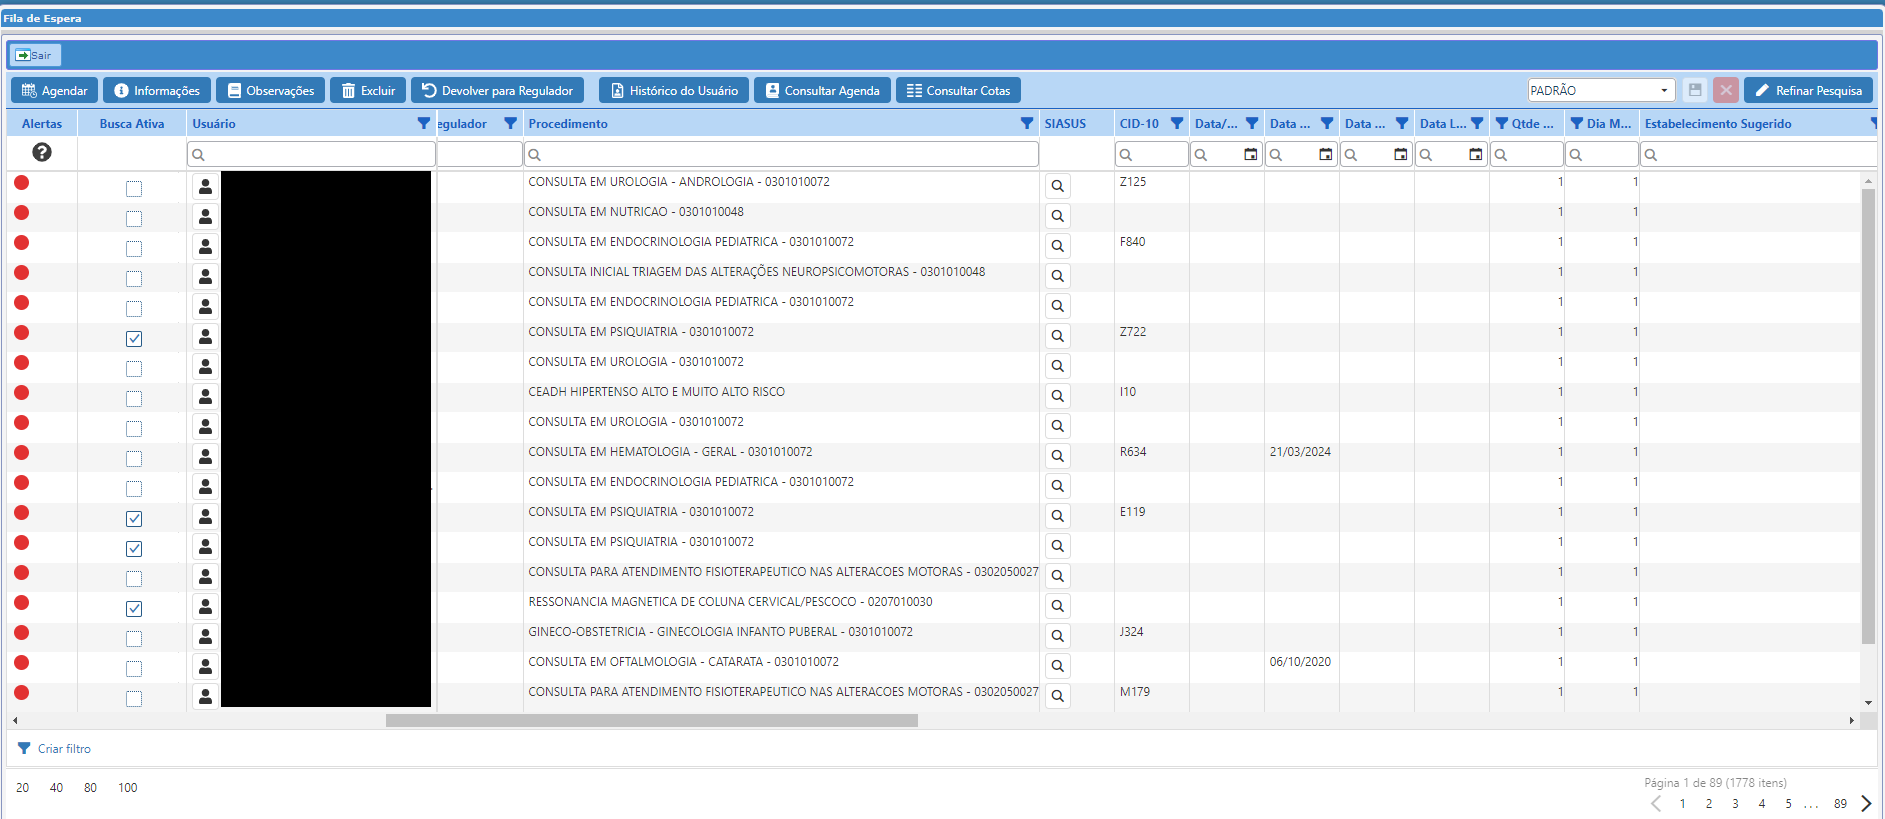 Fila de Espera
Sair
Agendar Informações Observações Excluir Devolver para Regulador Histórico do Usuário Consultar Agenda Consultar Cotas PADRÃO Refinar Pesquisa
Alertas Busca Ativa Usuário egulador Procedimento SIASUS CID-10 Data/... Data ... Data ... Data L... Qtde ... Dia M... Estabelecimento Sugerido
CONSULTA EM UROLOGIA - ANDROLOGIA - 0301010072 Z125 1 1
CONSULTA EM NUTRICAO - 0301010048 1 1
CONSULTA EM ENDOCRINOLOGIA PEDIATRICA - 0301010072 F840 1 1
CONSULTA INICIAL TRIAGEM DAS ALTERAÇÕES NEUROPSICOMOTORAS - 0301010048 1 1
CONSULTA EM ENDOCRINOLOGIA PEDIATRICA - 0301010072 1 1
CONSULTA EM PSIQUIATRIA - 0301010072 Z722 1 1
CONSULTA EM UROLOGIA - 0301010072 1 1
CEADH HIPERTENSO ALTO E MUITO ALTO RISCO I10 1 1
CONSULTA EM UROLOGIA - 0301010072 1 1
CONSULTA EM HEMATOLOGIA - GERAL - 0301010072 R634 21/03/2024 1 1
CONSULTA EM ENDOCRINOLOGIA PEDIATRICA - 0301010072 1 1
CONSULTA EM PSIQUIATRIA - 0301010072 E119 1 1
CONSULTA EM PSIQUIATRIA - 0301010072 1 1
CONSULTA PARA ATENDIMENTO FISIOTERAPEUTICO NAS ALTERACOES MOTORAS - 0302050027 1 1
RESSONANCIA MAGNETICA DE COLUNA CERVICAL/PESCOCO - 0207010030 1 1
GINECO-OBSTETRICIA - GINECOLOGIA INFANTO PUBERAL - 0301010072 J324 1 1
CONSULTA EM OFTALMOLOGIA - CATARATA - 0301010072 06/10/2020 1 1
CONSULTA PARA ATENDIMENTO FISIOTERAPEUTICO NAS ALTERACOES MOTORAS - 0302050027 M179 1 1
Criar filtro
20 40 80 100
Página 1 de 89 (1778 itens)
1 2 3 4 5 ... 89